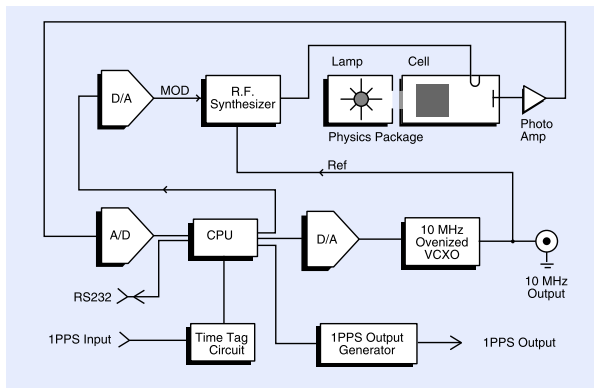 Lamp
Cell
D/A
MOD
R.F.
Synthesizer
Photo
Amp
Physics Package
Ref
A/D
CPU
D/A
10 MHz
Ovenized
VCXO
10 MHz
Output
RS232
1PPS Input
Time Tag
Circuit
1PPS Output
Generator
1PPS Output